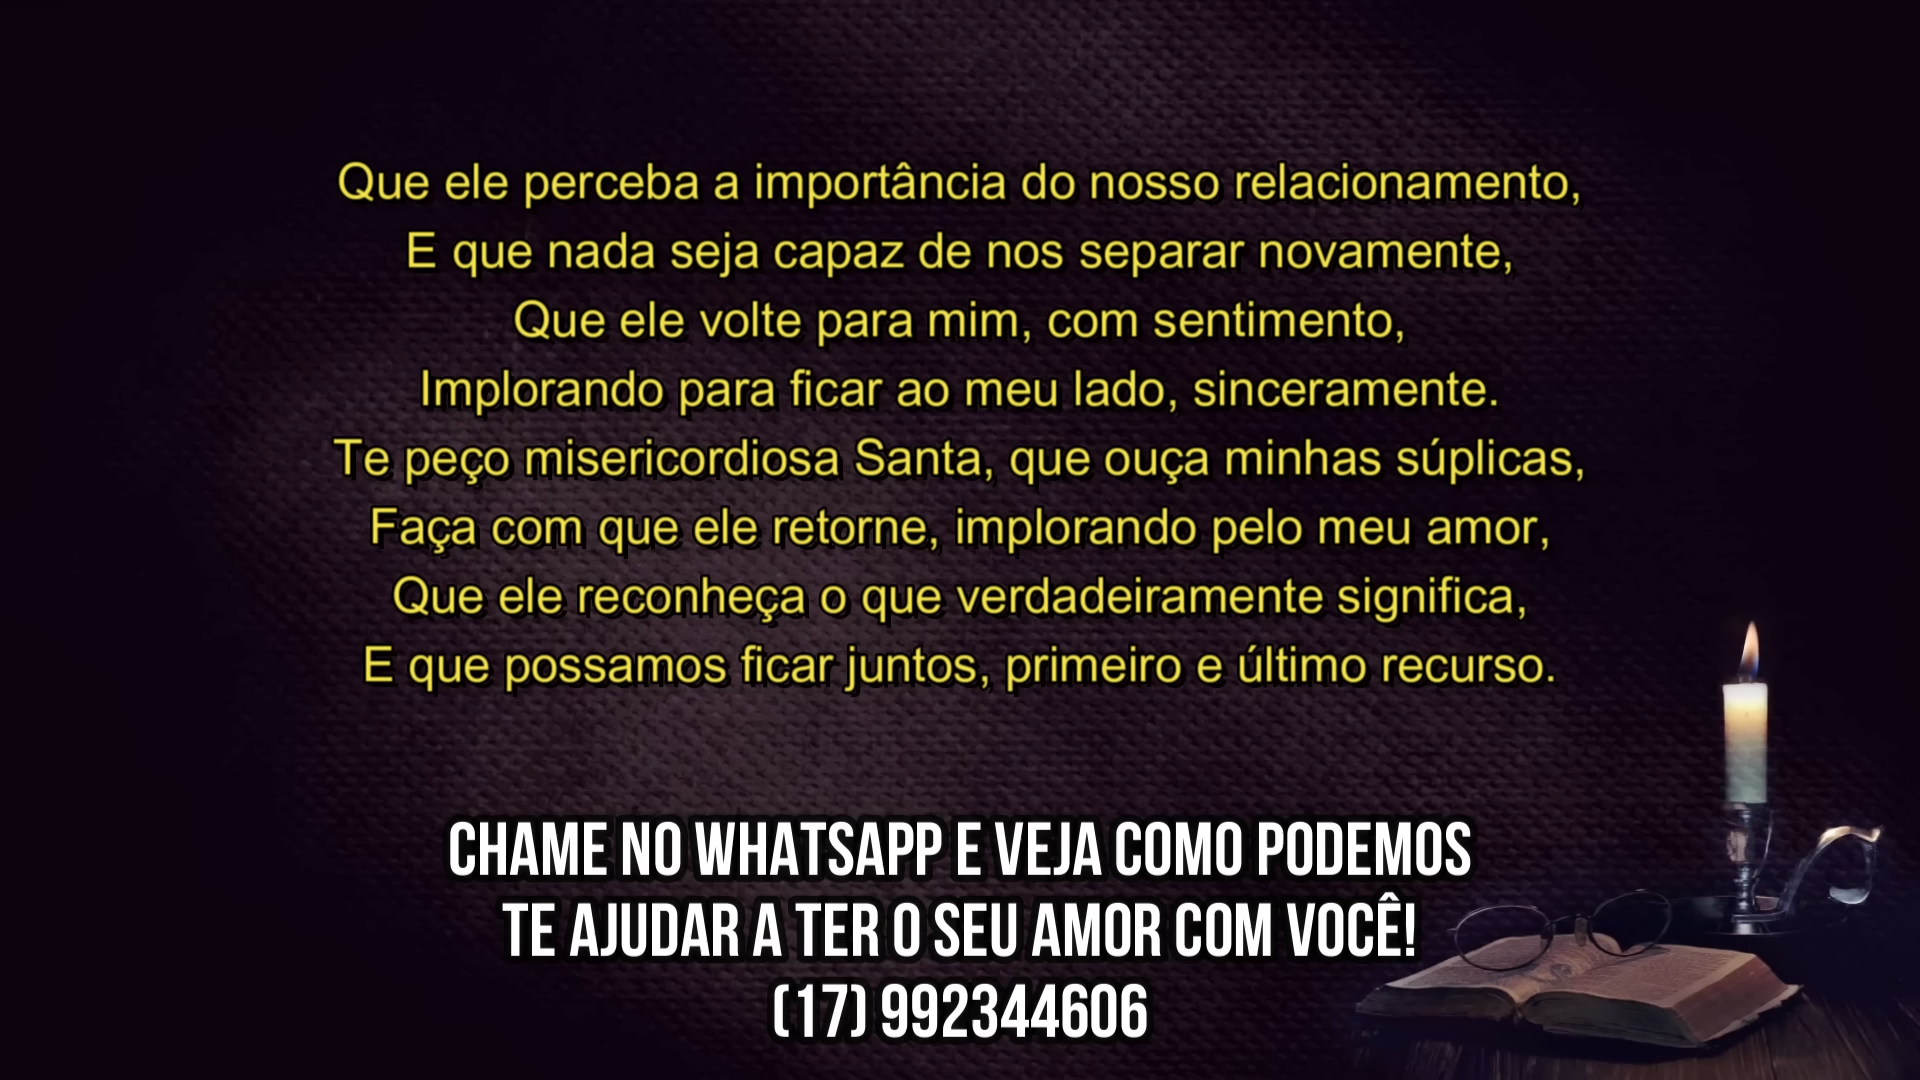 Que ele perceba a importância do nosso relacionamento,
E que nada seja capaz de nos separar novamente,
Que ele volte para mim, com sentimento,
Implorando para ficar ao meu lado, sinceramente.
Te peço misericordiosa Santa, que ouça minhas súplicas,
Faça com que ele retorne, implorando pelo meu amor,
Que ele reconheça o que verdadeiramente significa,
E que possamos ficar juntos, primeiro e último recurso.
CHAME NO WHATSAPP E VEJA COMO PODEMOS
TE AJUDAR A TER O SEU AMOR COM VOCÊ!
(17) 992344606